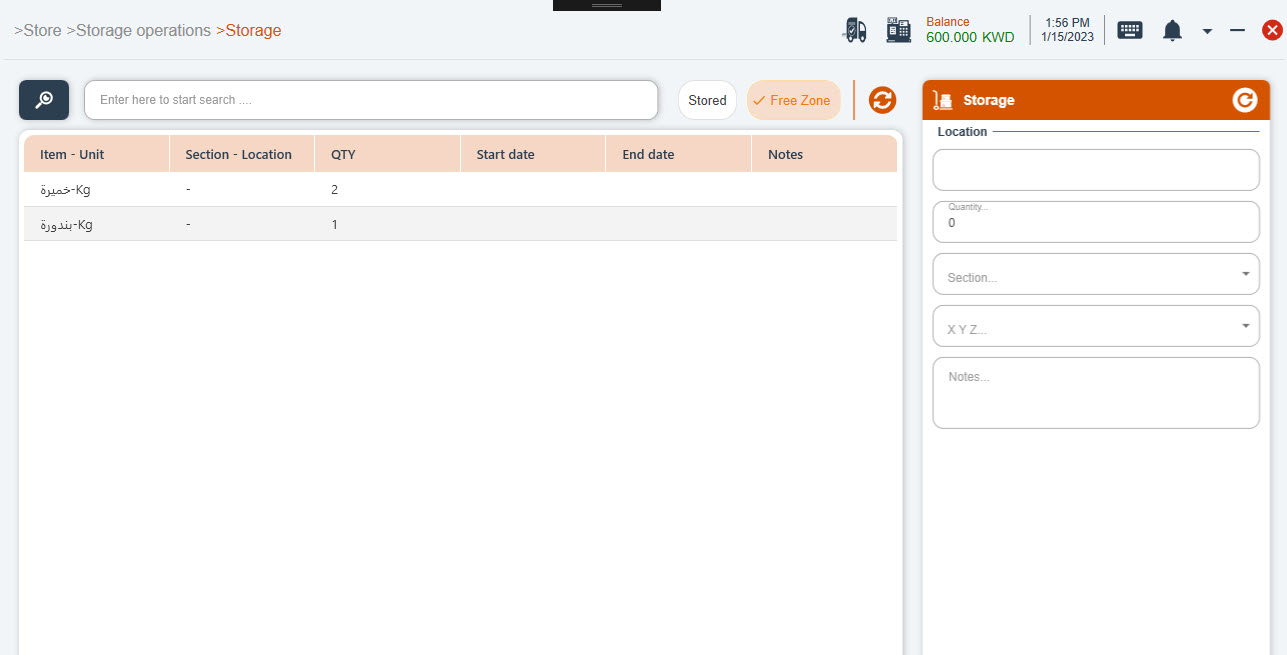 >Store >Storage operations >Storage
Balance
600.000 KWD
1:56 PM
1/15/2023
Enter here to start search ....
Stored
Free Zone
Item - Unit Section - Location QTY Start date End date Notes
خميرة-Kg - 2
بندورة-Kg - 1
Storage
Location
Quantity...
0
Section...
X Y Z...
Notes...